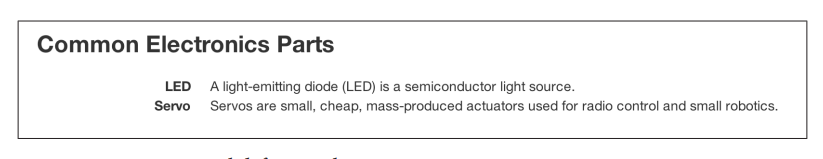 Common Electronics Parts
LED A light-emitting diode (LED) is a semiconductor light source.
Servo Servos are small, cheap, mass-produced actuators used for radio control and small robotics.